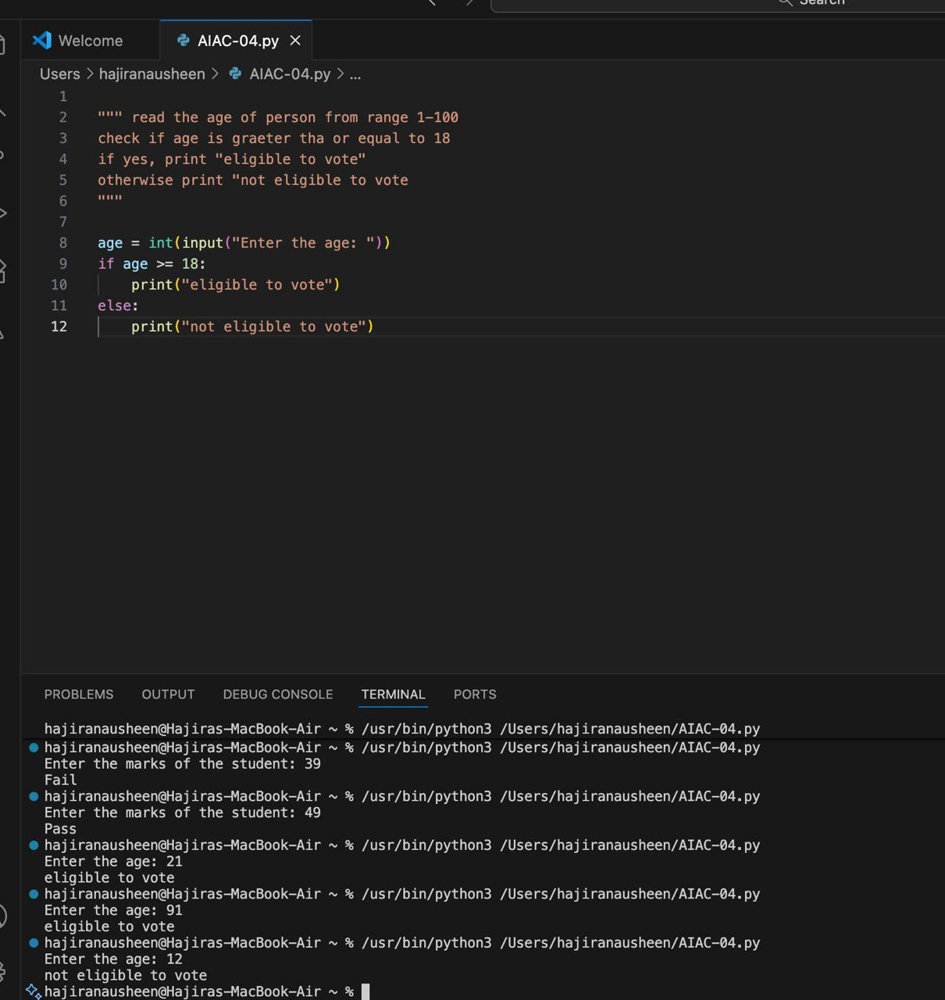 Search
Welcome
AIAC-04.py
Users > hajiranausheen > AIAC-04.py > ...
1
2 """ read the age of person from range 1-100
3 check if age is graeter tha or equal to 18
4 if yes, print "eligible to vote"
5 otherwise print "not eligible to vote
6 """
7
8 age = int(input("Enter the age: "))
9 if age >= 18:
10     print("eligible to vote")
11 else:
12     print("not eligible to vote")
PROBLEMS OUTPUT DEBUG CONSOLE TERMINAL PORTS
hajiranausheen@Hajiras-MacBook-Air ~ % /usr/bin/python3 /Users/hajiranausheen/AIAC-04.py
hajiranausheen@Hajiras-MacBook-Air ~ % /usr/bin/python3 /Users/hajiranausheen/AIAC-04.py
Enter the marks of the student: 39
Fail
hajiranausheen@Hajiras-MacBook-Air ~ % /usr/bin/python3 /Users/hajiranausheen/AIAC-04.py
Enter the marks of the student: 49
Pass
hajiranausheen@Hajiras-MacBook-Air ~ % /usr/bin/python3 /Users/hajiranausheen/AIAC-04.py
Enter the age: 21
eligible to vote
hajiranausheen@Hajiras-MacBook-Air ~ % /usr/bin/python3 /Users/hajiranausheen/AIAC-04.py
Enter the age: 91
eligible to vote
hajiranausheen@Hajiras-MacBook-Air ~ % /usr/bin/python3 /Users/hajiranausheen/AIAC-04.py
Enter the age: 12
not eligible to vote
hajiranausheen@Hajiras-MacBook-Air ~ %